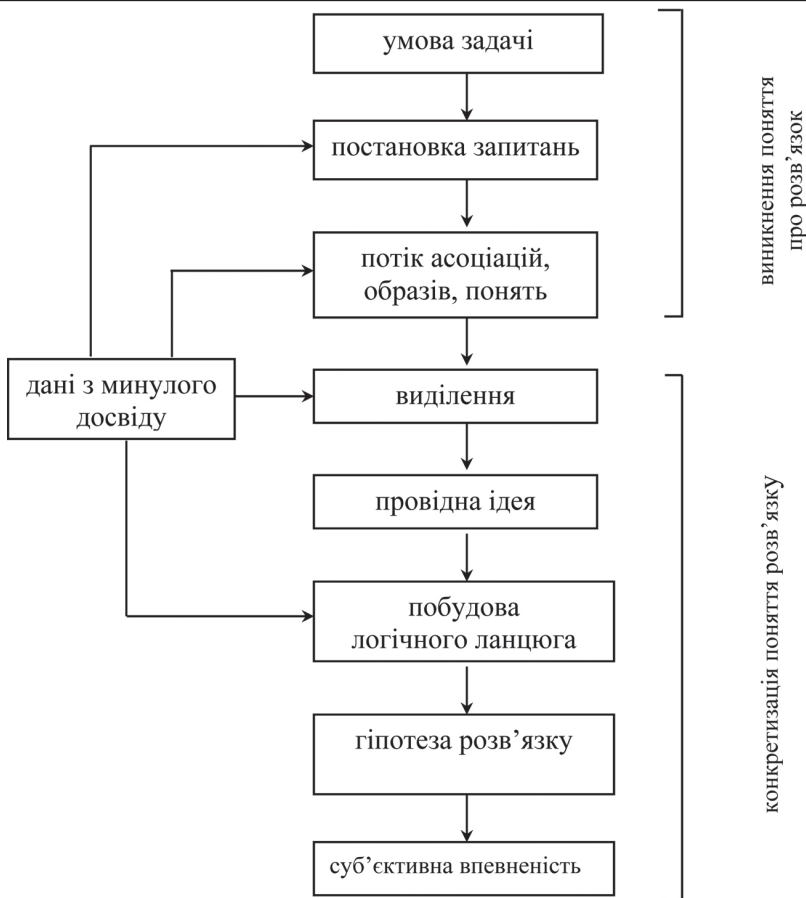 умова задачі
постановка запитань
потік асоціацій,
образів, понять
виникнення поняття
про розв’язок
дані з минулого
досвіду
виділення
провідна ідея
побудова
логічного ланцюга
гіпотеза розв’язку
суб’єктивна впевненість
конкретизація поняття розв’язку